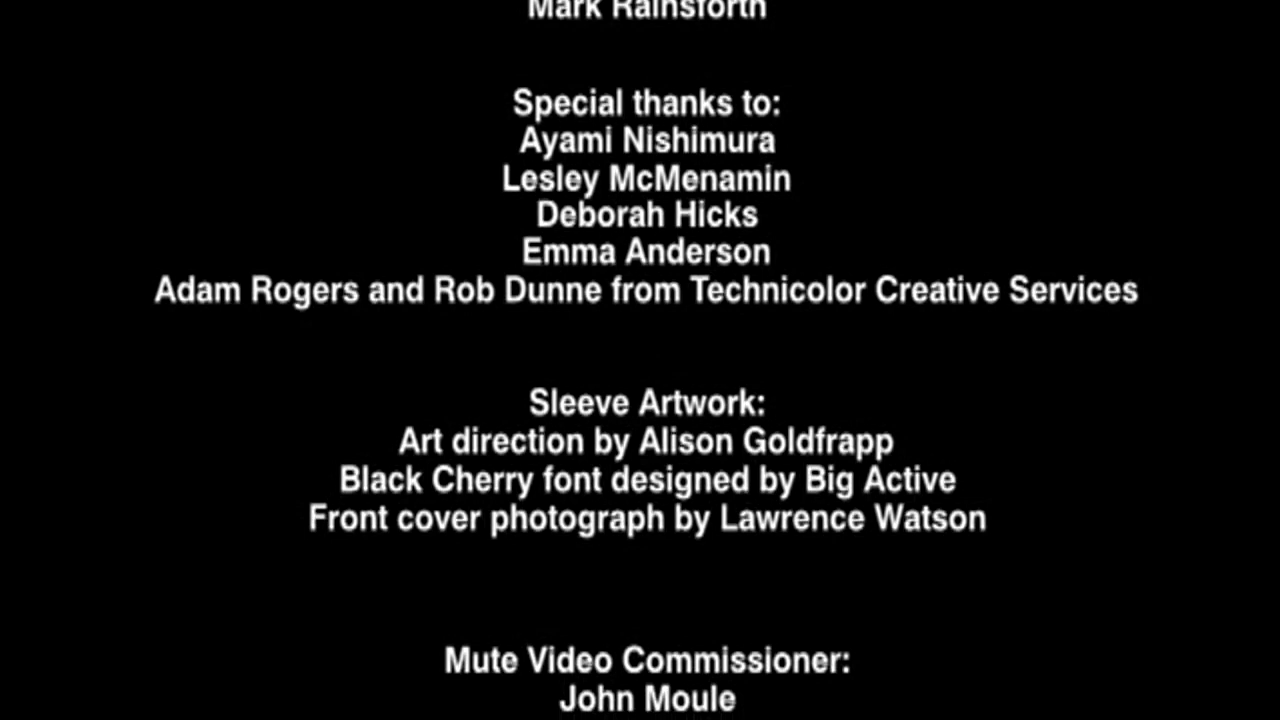 Mark Rainsforth
Special thanks to:
Ayami Nishimura
Lesley McMenamin
Deborah Hicks
Emma Anderson
Adam Rogers and Rob Dunne from Technicolor Creative Services
Sleeve Artwork:
Art direction by Alison Goldfrapp
Black Cherry font designed by Big Active
Front cover photograph by Lawrence Watson
Mute Video Commissioner:
John Moule